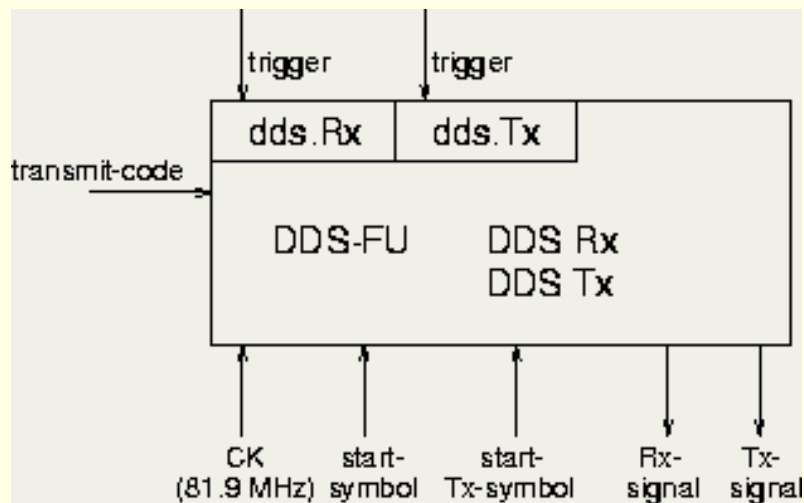 trigger trigger
dds.Rx dds.Tx
transmit-code
DDS-FU DDS Rx
DDS Tx
CK start- start- Rx- Tx-
(81.9 MHz) symbol Tx-symbol signal signal